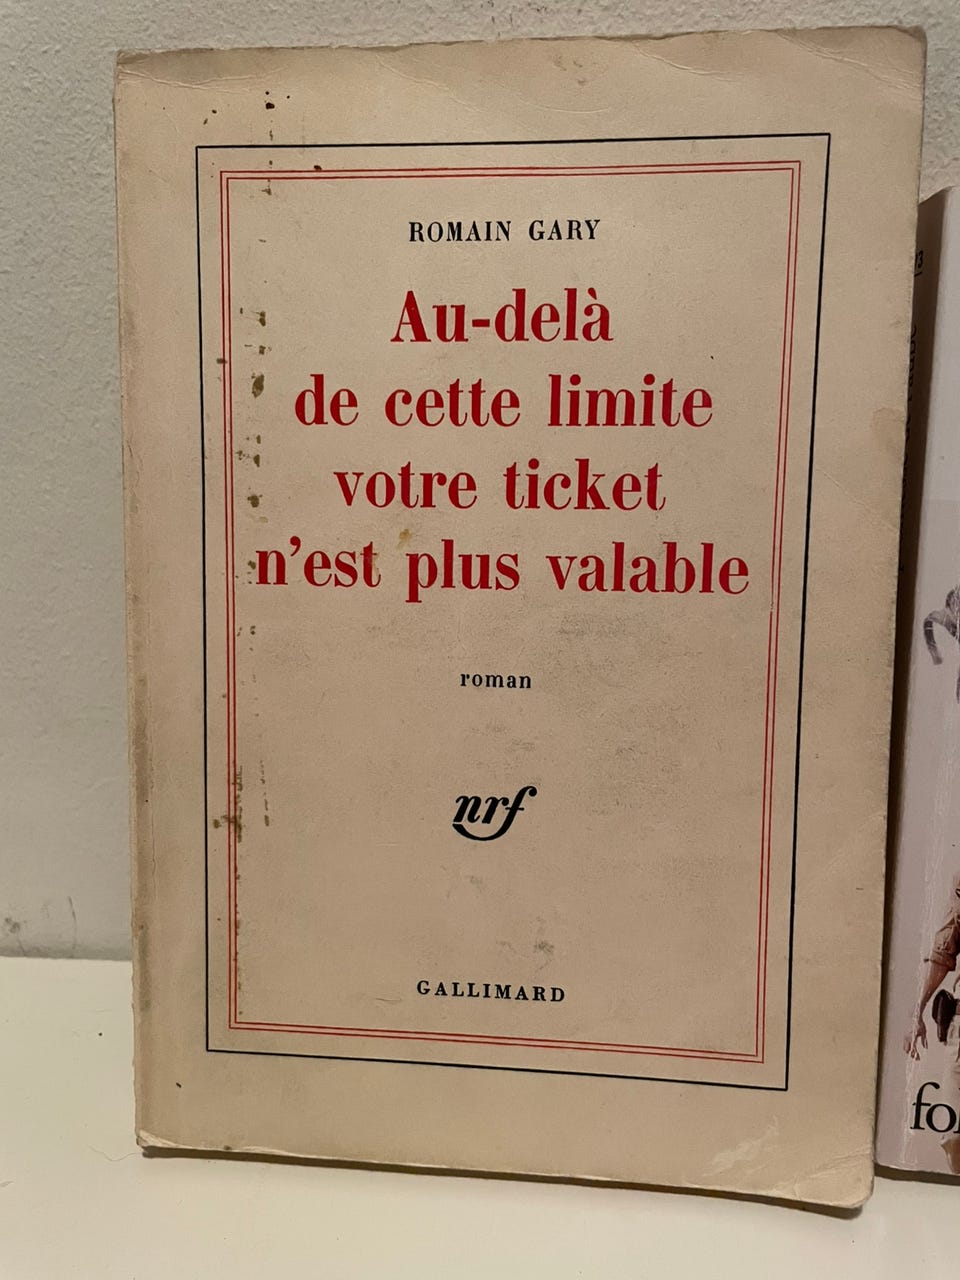 ROMAIN GARY
Au-delà
de cette limite
votre ticket
n'est plus valable
roman
nrf
GALLIMARD